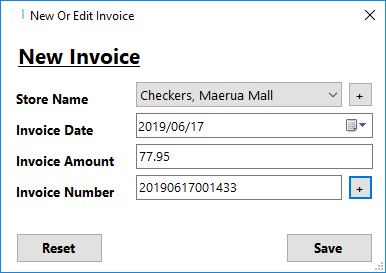 New Or Edit Invoice
New Invoice
Store Name Checkers, Maerua Mall +
Invoice Date 2019/06/17
Invoice Amount 77.95
Invoice Number 20190617001433 +
Reset Save